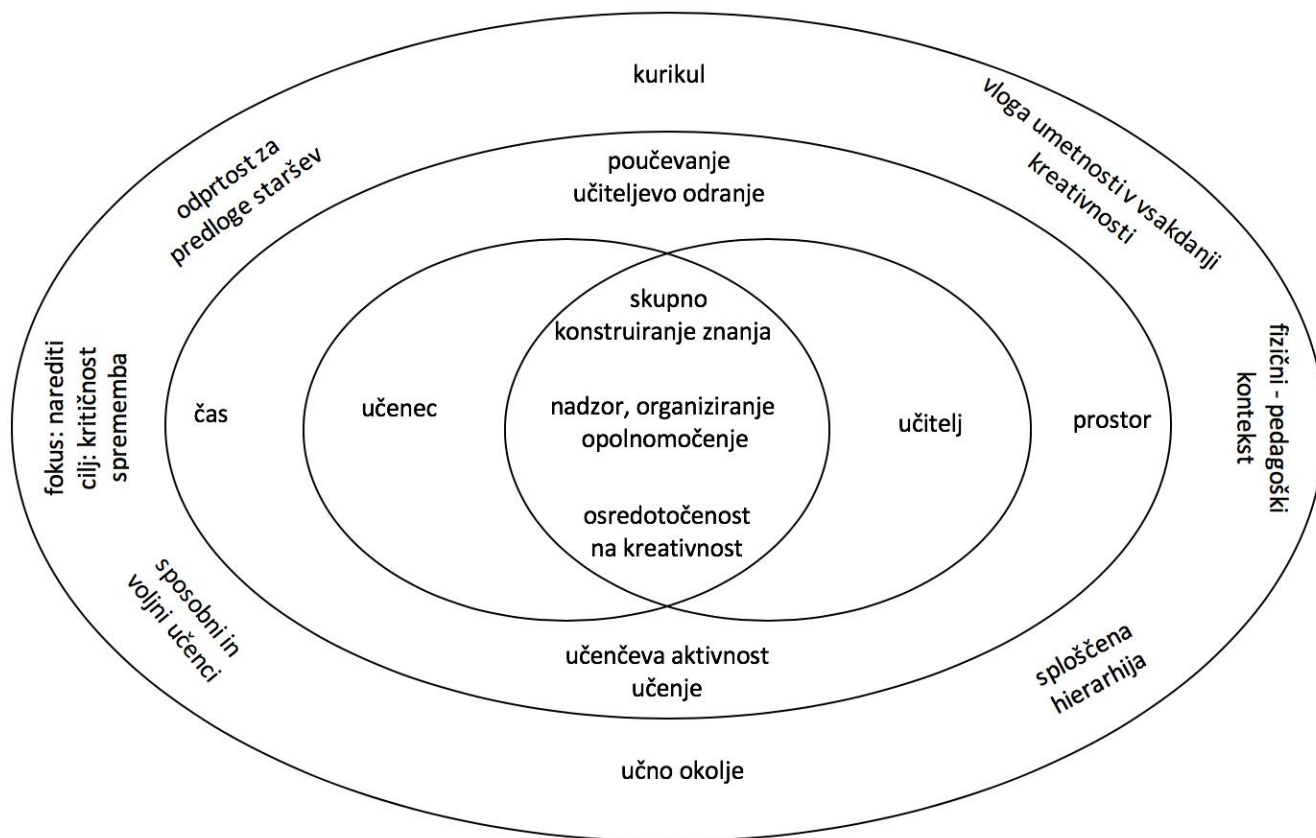 kurikul
odprtost za
predloge staršev
vloga umetnosti v vsakdanji
kreativnosti
poučevanje
učiteljevo odranje
skupno
konstruiranje znanja
fokus: narediti
cilj: kritičnost
sprememba
čas
učenec
nadzor, organiziranje
opolnomočenje
učitelj
prostor
fizični - pedagoški
kontekst
osredotočenost
na kreativnost
sposobni in
voljni učenci
učenčeva aktivnost
učenje
sploščena
hierarhija
učno okolje